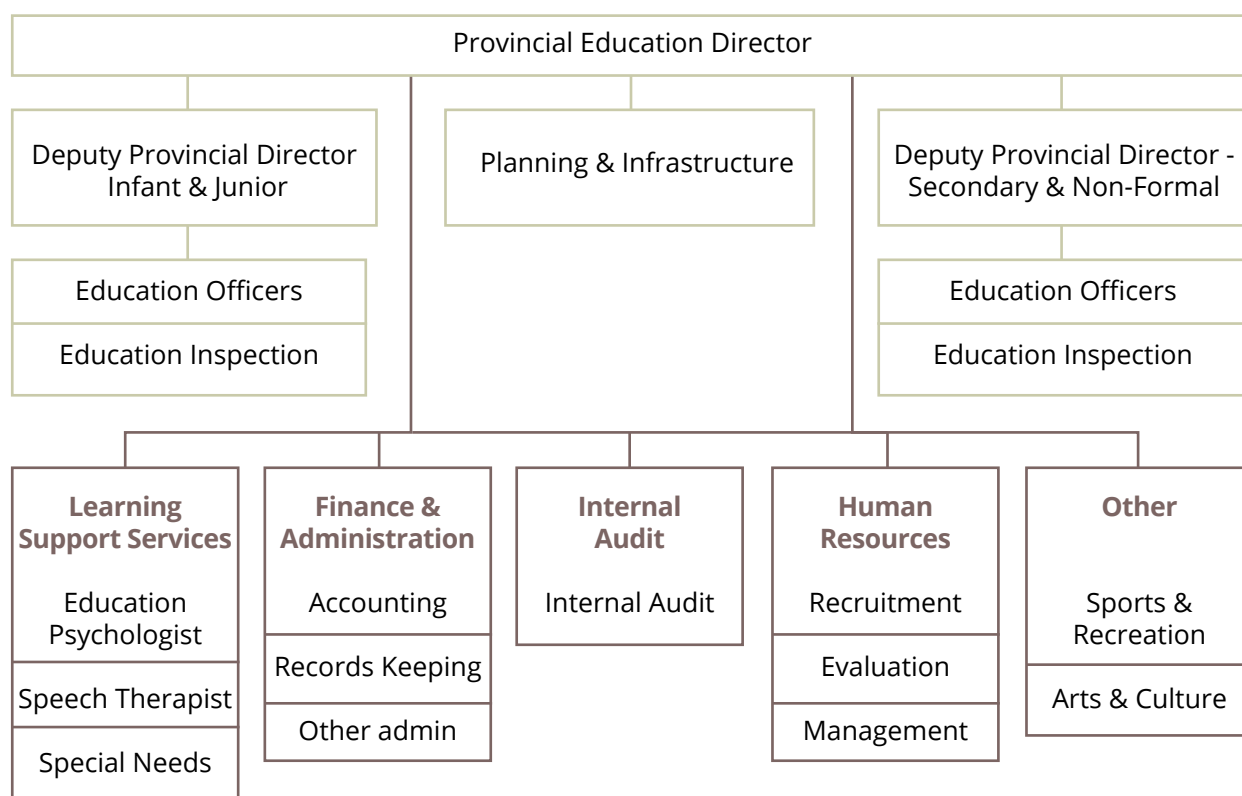 Provincial Education Director
Deputy Provincial Director
Infant & Junior
Planning & Infrastructure
Deputy Provincial Director -
Secondary & Non-Formal
Education Officers
Education Inspection
Education Officers
Education Inspection
Learning
Support Services
Education
Psychologist
Speech Therapist
Special Needs
Finance &
Administration
Accounting
Records Keeping
Other admin
Internal
Audit
Internal Audit
Human
Resources
Recruitment
Evaluation
Management
Other
Sports &
Recreation
Arts & Culture